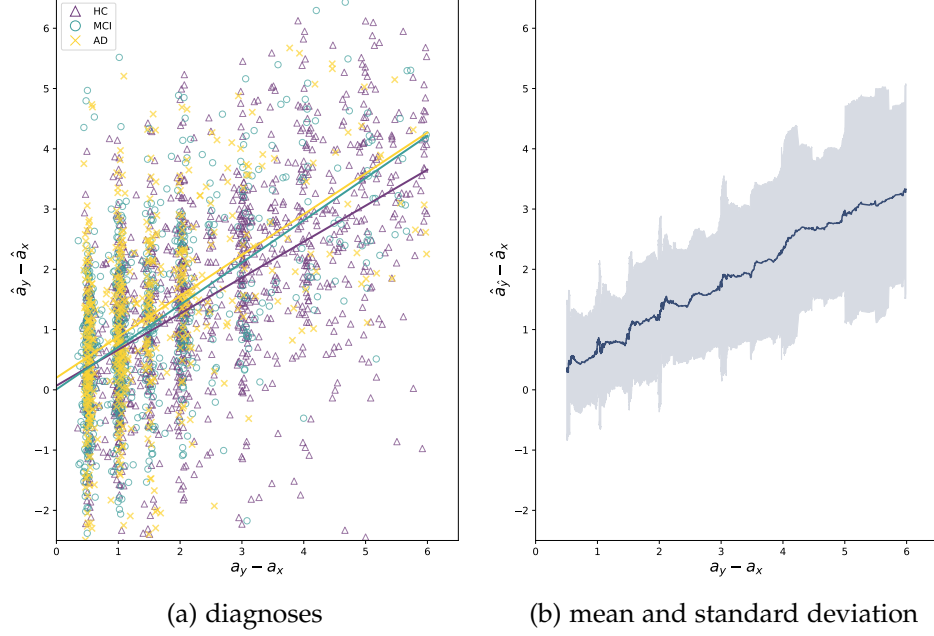 HC
MCI
AD
6
5
4
3
2
1
0
−1
−2
â_y − â_x
0 1 2 3 4 5 6
a_y − a_x
(a) diagnoses
6
5
4
3
2
1
0
−1
−2
â_ŷ − â_x
0 1 2 3 4 5 6
a_y − a_x
(b) mean and standard deviation